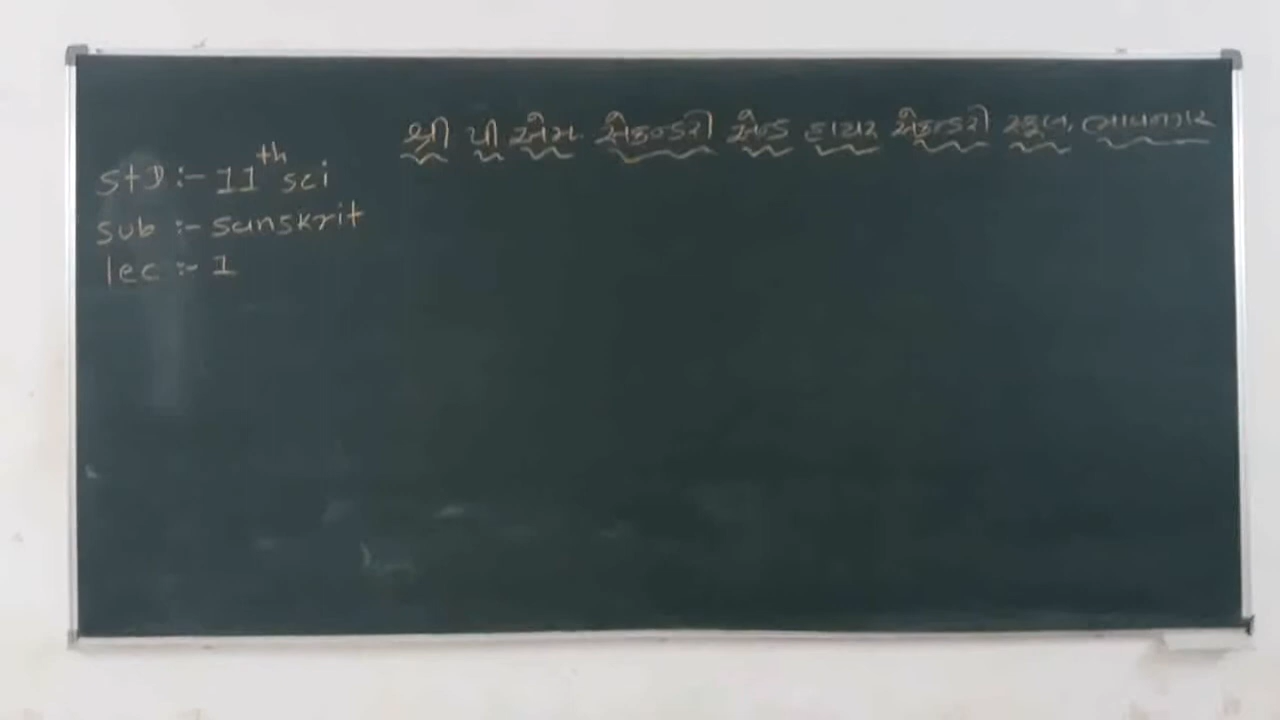 શ્રી પી એમ. સેકન્ડરી એન્ડ હાયર સેકન્ડરી સ્કૂલ, ભાવનગર
StD :- 11th sci
sub :- sanskrit
lec :- 1